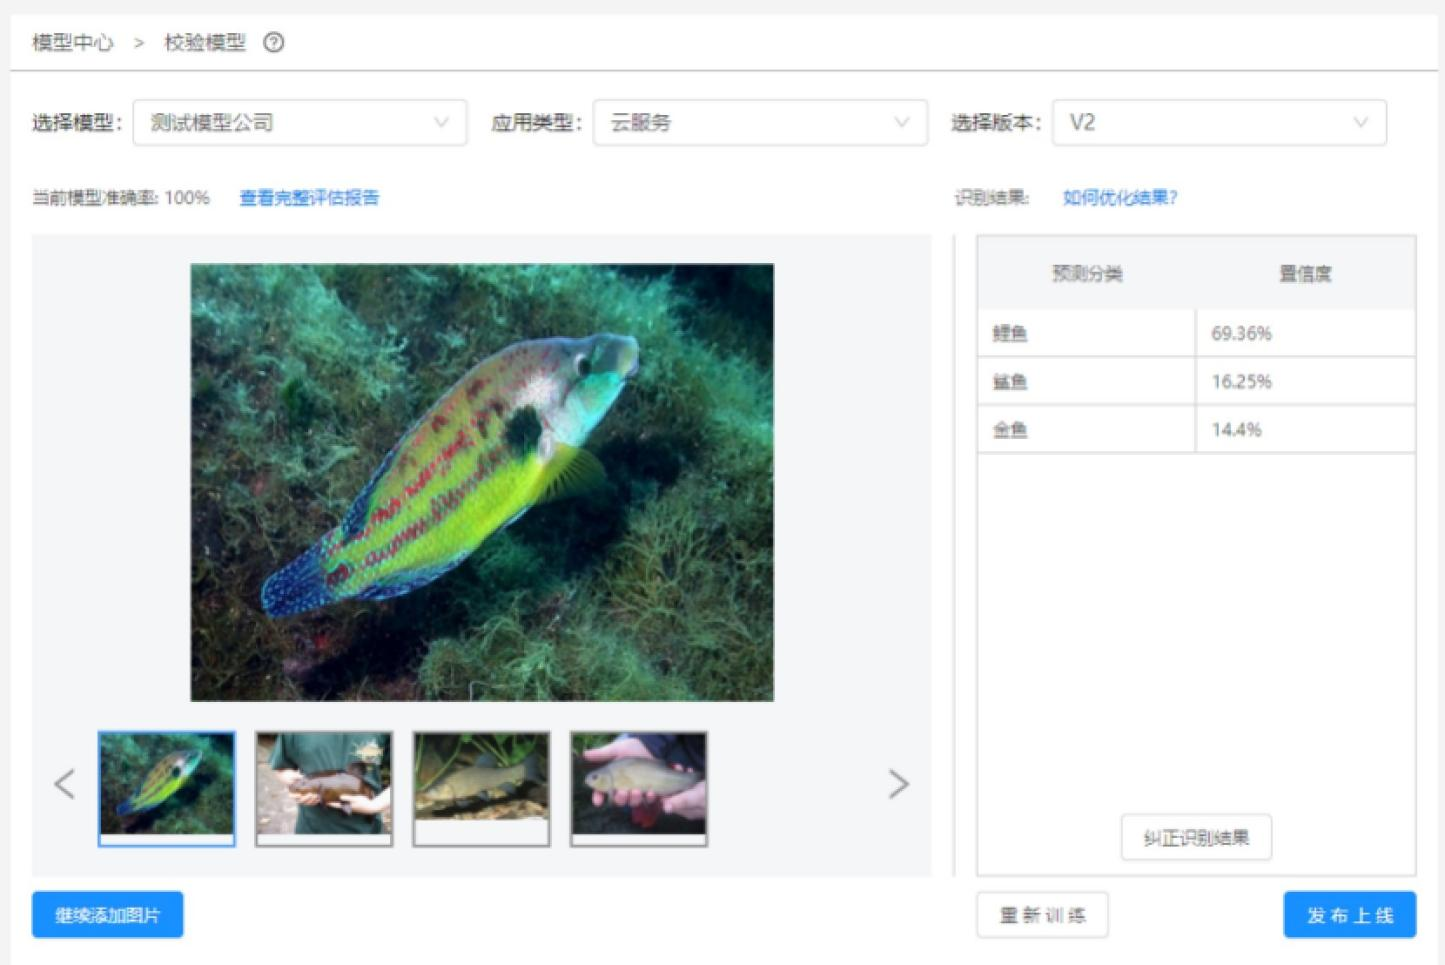 模型中心 > 校验模型 ?
选择模型: 测试模型公司 应用类型: 云服务 选择版本: V2
当前模型准确率: 100% 查看完整评估报告 识别结果: 如何优化结果?
预测分类 置信度
鲤鱼 69.36%
鲨鱼 16.25%
金鱼 14.4%
纠正识别结果
继续添加图片 重新训练 发布上线